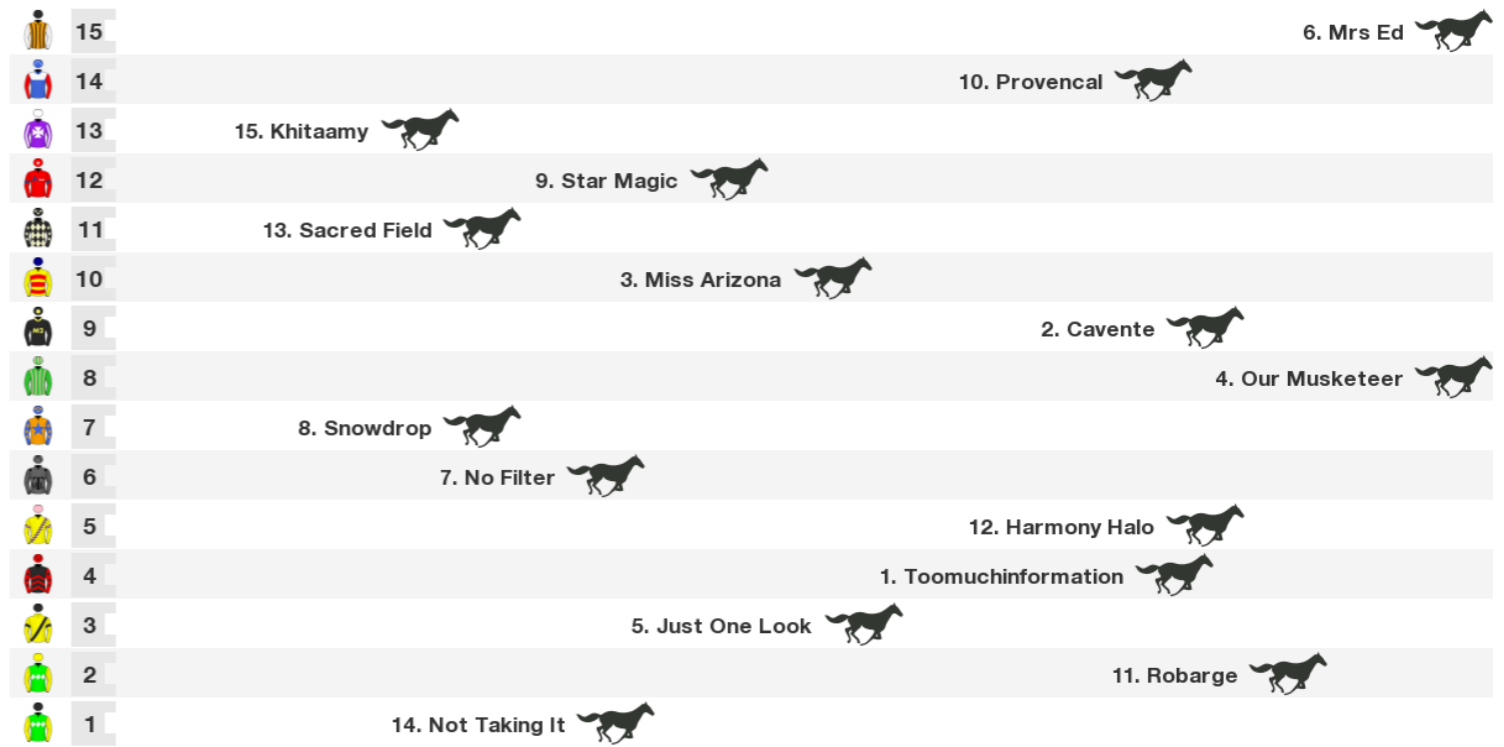 15 6. Mrs Ed
14 10. Provencal
13 15. Khitaamy
12 9. Star Magic
11 13. Sacred Field
10 3. Miss Arizona
9 2. Cavente
8 4. Our Musketeer
7 8. Snowdrop
6 7. No Filter
5 12. Harmony Halo
4 1. Toomuchinformation
3 5. Just One Look
2 11. Robarge
1 14. Not Taking It